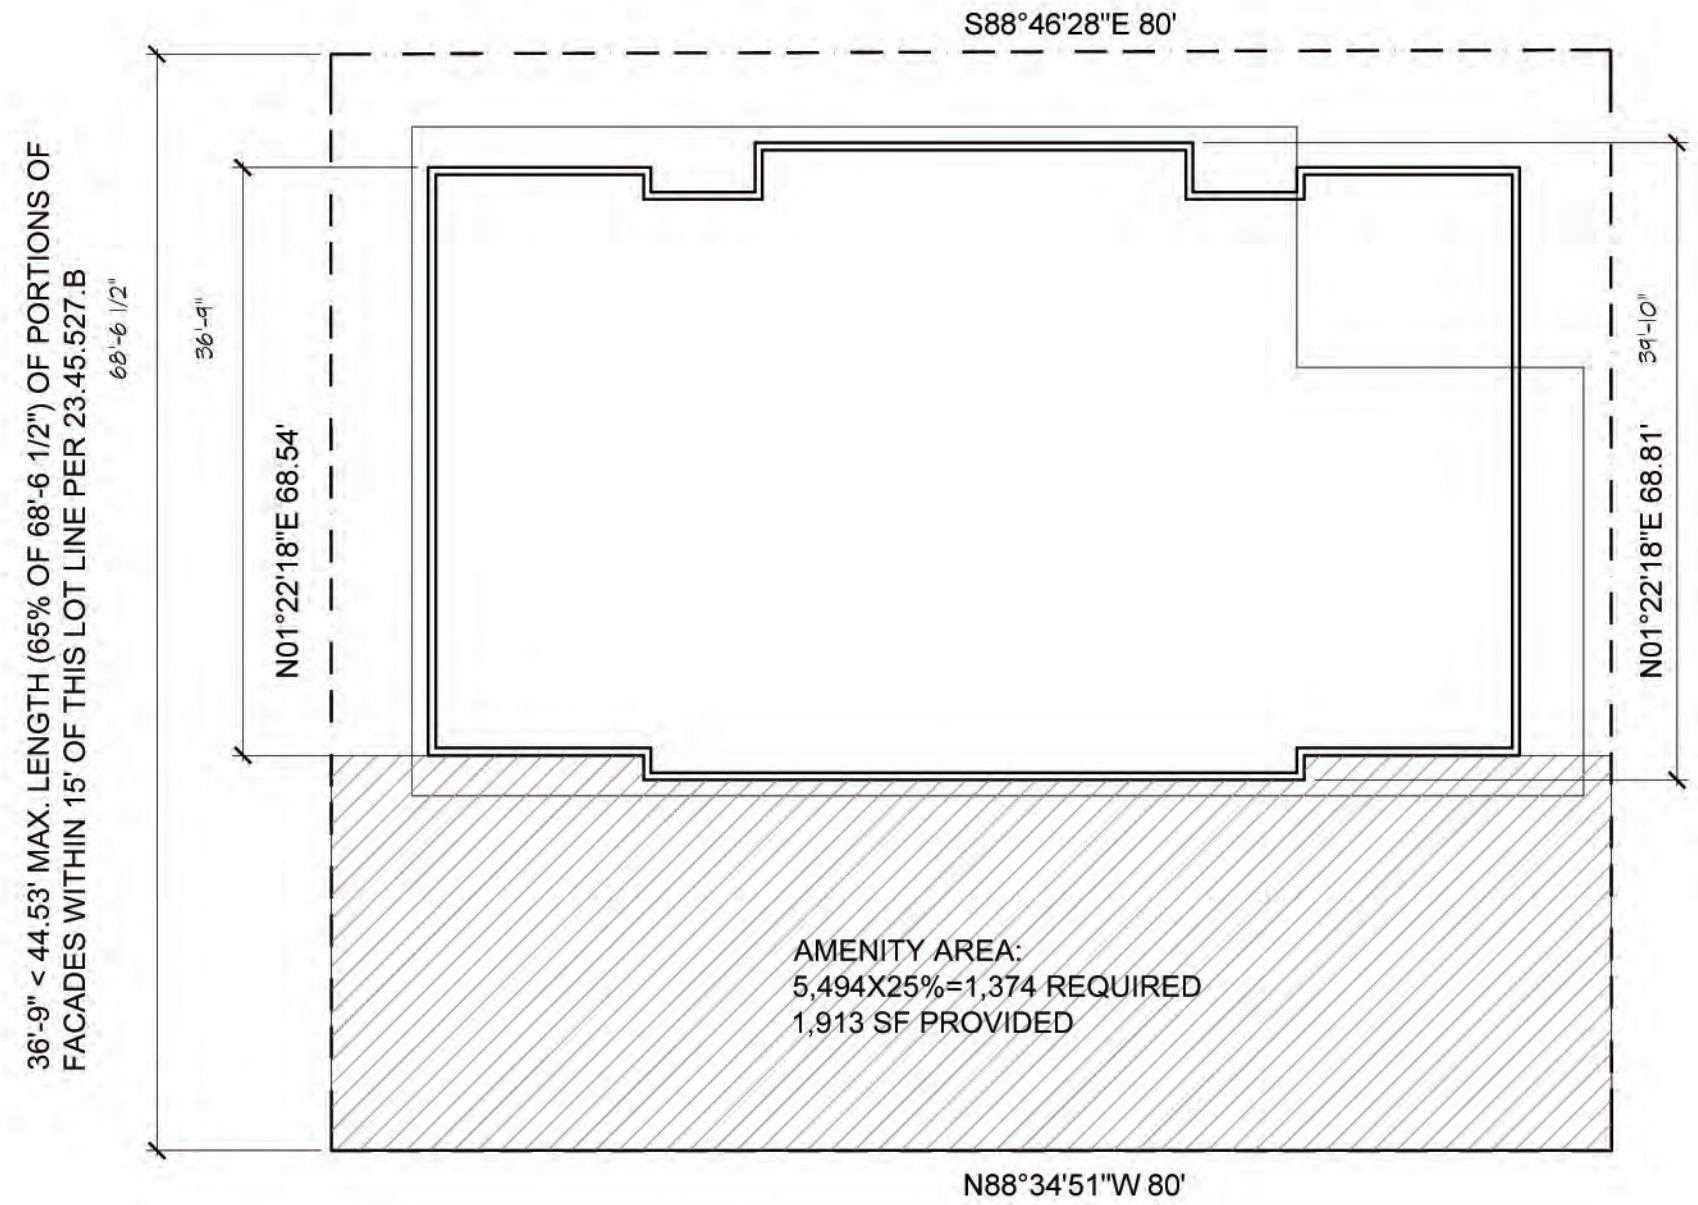 S88°46'28"E 80'
36'-9" < 44.53' MAX. LENGTH (65% OF 68'-6 1/2") OF PORTIONS OF
FACADES WITHIN 15' OF THIS LOT LINE PER 23.45.527.B
68'-6 1/2"
36'-9"
N01°22'18"E 68.54'
39'-10"
N01°22'18"E 68.81'
AMENITY AREA:
5,494X25%=1,374 REQUIRED
1,913 SF PROVIDED
N88°34'51"W 80'